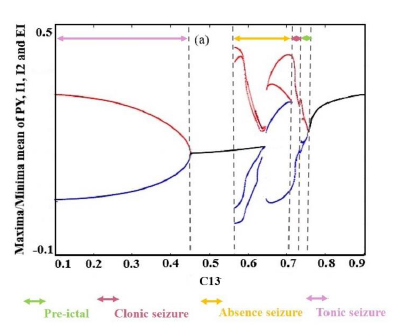 0.5
(a)
Maxima/Minima mean of PY, I1, I2 and EI
-0.1
0.1 0.2 0.3 0.4 0.5 0.6 0.7 0.8 0.9
C13
Pre-ictal Clonic seizure Absence seizure Tonic seizure